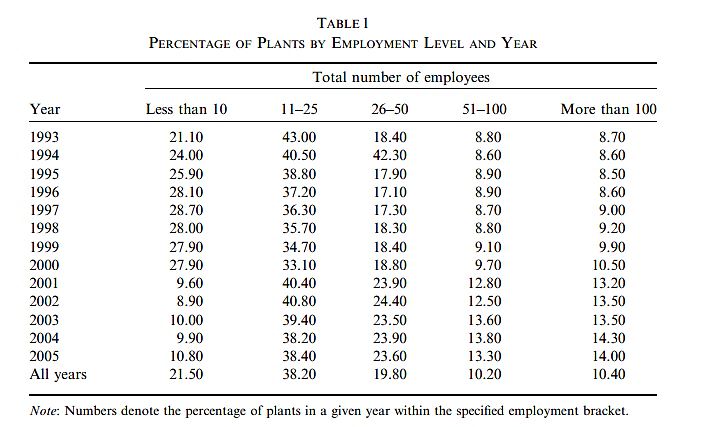 TABLE 1
PERCENTAGE OF PLANTS BY EMPLOYMENT LEVEL AND YEAR
Total number of employees
Year Less than 10 11–25 26–50 51–100 More than 100
1993 21.10 43.00 18.40 8.80 8.70
1994 24.00 40.50 42.30 8.60 8.60
1995 25.90 38.80 17.90 8.90 8.50
1996 28.10 37.20 17.10 8.90 8.60
1997 28.70 36.30 17.30 8.70 9.00
1998 28.00 35.70 18.30 8.80 9.20
1999 27.90 34.70 18.40 9.10 9.90
2000 27.90 33.10 18.80 9.70 10.50
2001 9.60 40.40 23.90 12.80 13.20
2002 8.90 40.80 24.40 12.50 13.50
2003 10.00 39.40 23.50 13.60 13.50
2004 9.90 38.20 23.90 13.80 14.30
2005 10.80 38.40 23.60 13.30 14.00
All years 21.50 38.20 19.80 10.20 10.40
Note: Numbers denote the percentage of plants in a given year within the specified employment bracket.